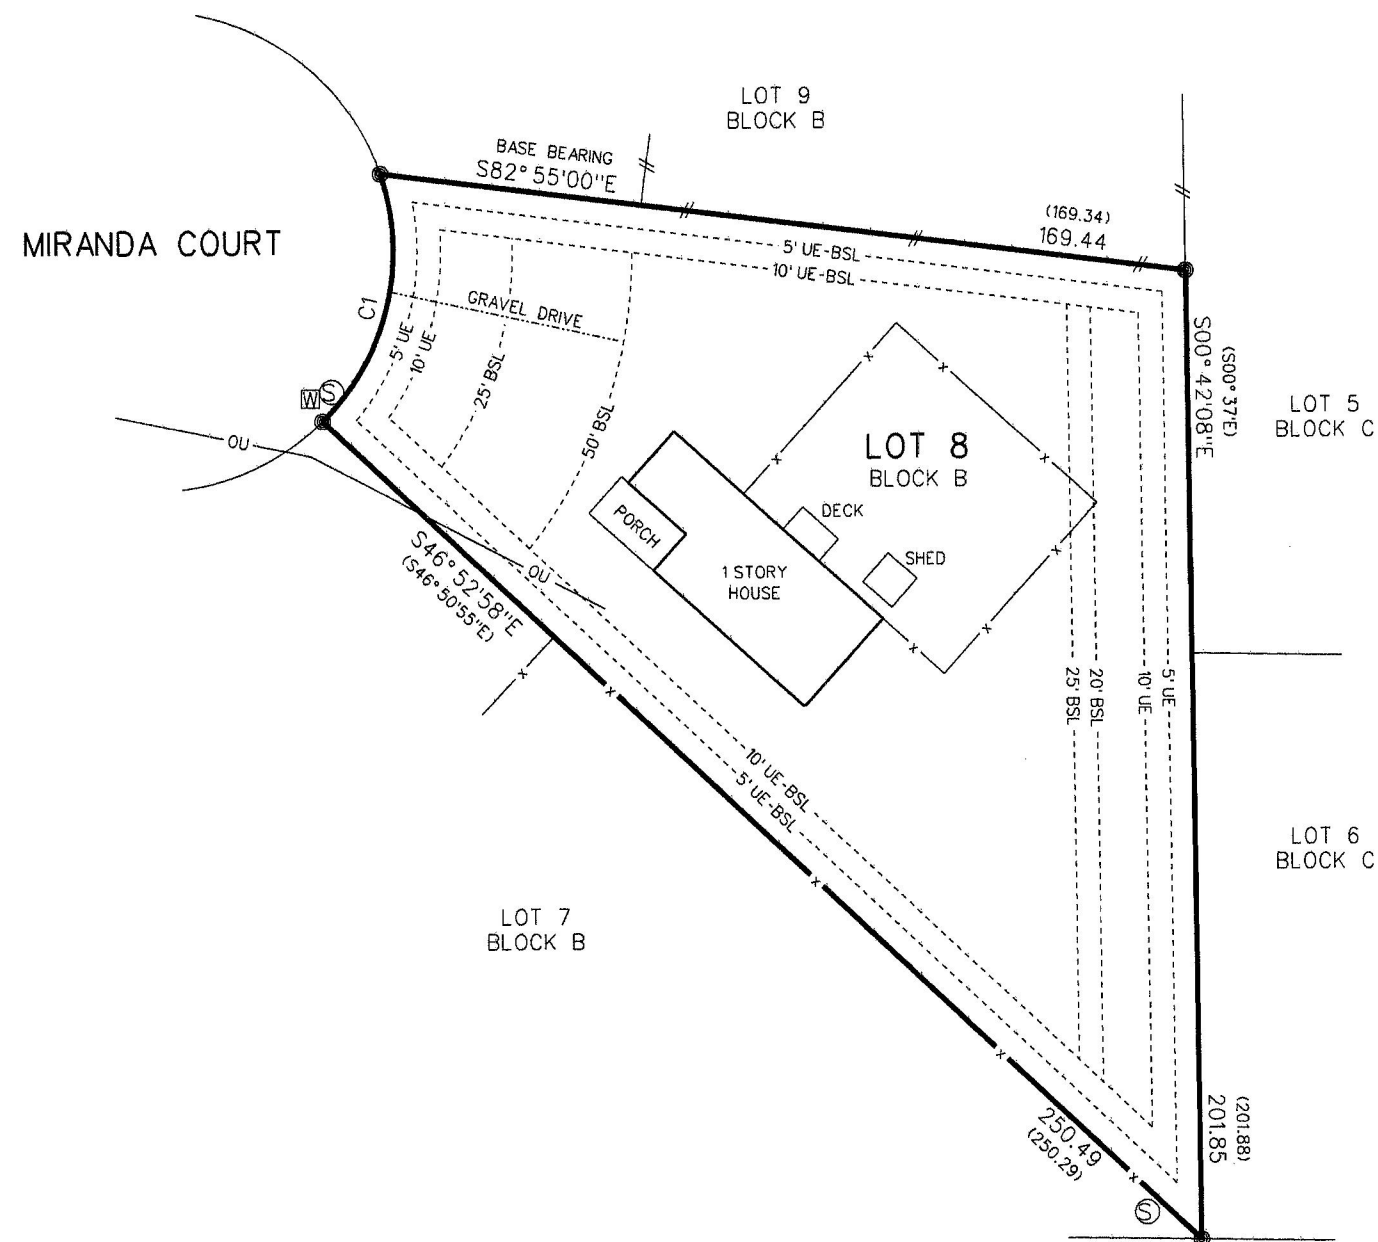 LOT 9
BLOCK B
BASE BEARING
S82°55'00"E
(169.34)
169.44
MIRANDA COURT
5' UE-BSL
10' UE-BSL
C1
GRAVEL DRIVE
5' UE
10' UE
25' BSL
50' BSL
S00°42'08"E
(S00°37'E)
LOT 5
BLOCK C
W
S
OU
LOT 8
BLOCK B
DECK
PORCH
SHED
1 STORY
HOUSE
OU
S46°52'58"E
(S46°50'55"E)
25' BSL
20' BSL
10' UE
5' UE
10' UE-BSL
5' UE-BSL
LOT 6
BLOCK C
LOT 7
BLOCK B
250.49
(250.29)
201.85
(201.88)
S